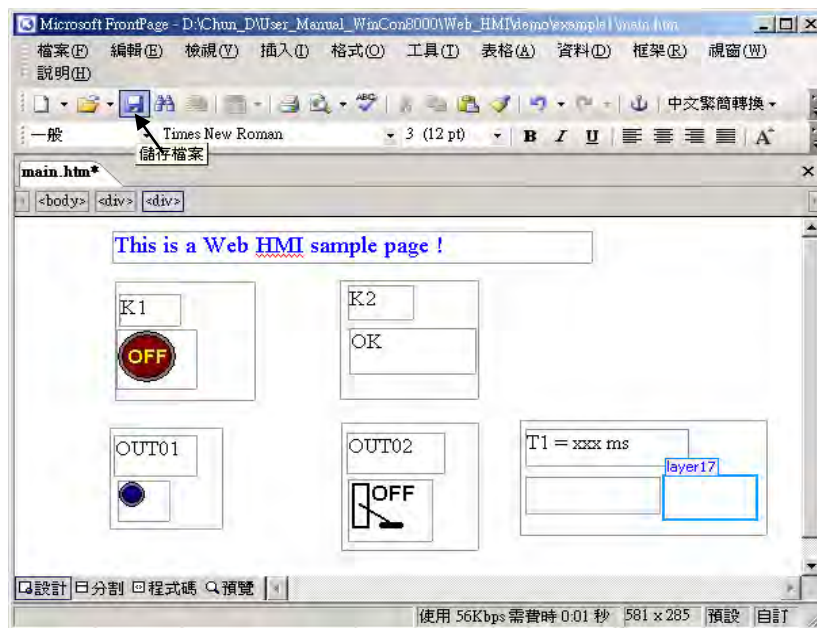 Microsoft FrontPage - D:\Chun_D\User_Manual_WinCon8000\Web_HMI\demo\example1\main.htm
檔案(F) 編輯(E) 檢視(V) 插入(I) 格式(O) 工具(T) 表格(A) 資料(D) 框架(R) 視窗(W)
說明(H)
中文繁簡轉換
一般 Times New Roman 3 (12 pt) B I U A
儲存檔案
main.htm*
<body> <div> <div>
This is a Web HMI sample page !
K1
OFF
K2
OK
OUT01
OUT02
OFF
T1 = xxx ms
layer17
設計 分割 程式碼 預覽
使用 56Kbps 需費時 0:01 秒 581 x 285 預設 自訂